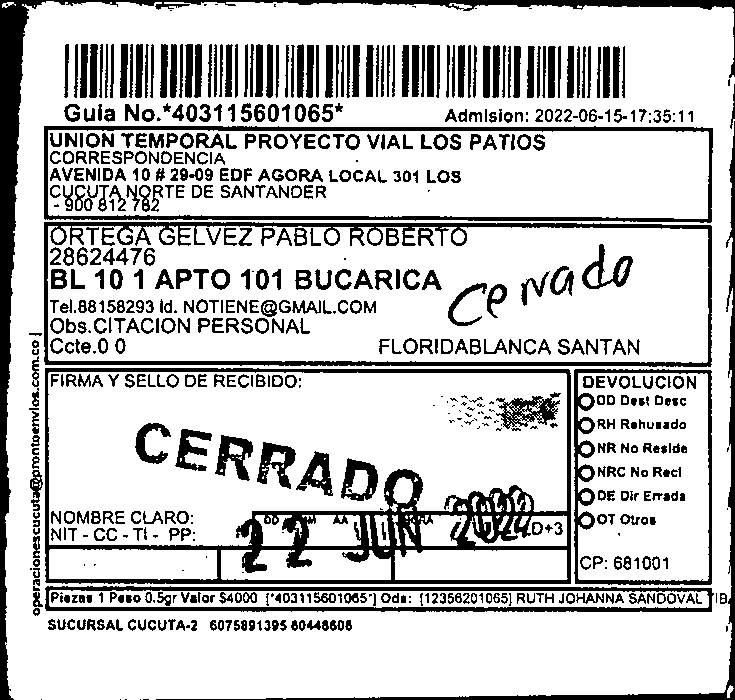 Guia No.*403115601065*
Admision: 2022-06-15-17:35:11
UNION TEMPORAL PROYECTO VIAL LOS PATIOS
CORRESPONDENCIA
AVENIDA 10 # 29-09 EDF AGORA LOCAL 301 LOS
CUCUTA NORTE DE SANTANDER
- 900 812 782
ORTEGA GELVEZ PABLO ROBERTO
28624476
BL 10 1 APTO 101 BUCARICA
Cerrado
Tel.88158293 Id. NOTIENE@GMAIL.COM
Obs.CITACION PERSONAL
Ccte.0 0
FLORIDABLANCA SANTAN
operacionescucuta@prontoenvios.com.co
FIRMA Y SELLO DE RECIBIDO:
CERRADO
22 JUN 2022
NOMBRE CLARO:
DD
AA
NIT - CC - TI - PP:
D+3
DEVOLUCION
DD Dest Desc
RH Rehusado
NR No Reside
NRC No Recl
DE Dir Errada
OT Otros
CP: 681001
Piezas 1 Peso 0.5gr Valor $4000 [*403115601065*] Ods: [12356201065] RUTH JOHANNA SANDOVAL TIB
SUCURSAL CUCUTA-2 6075891395 60448608